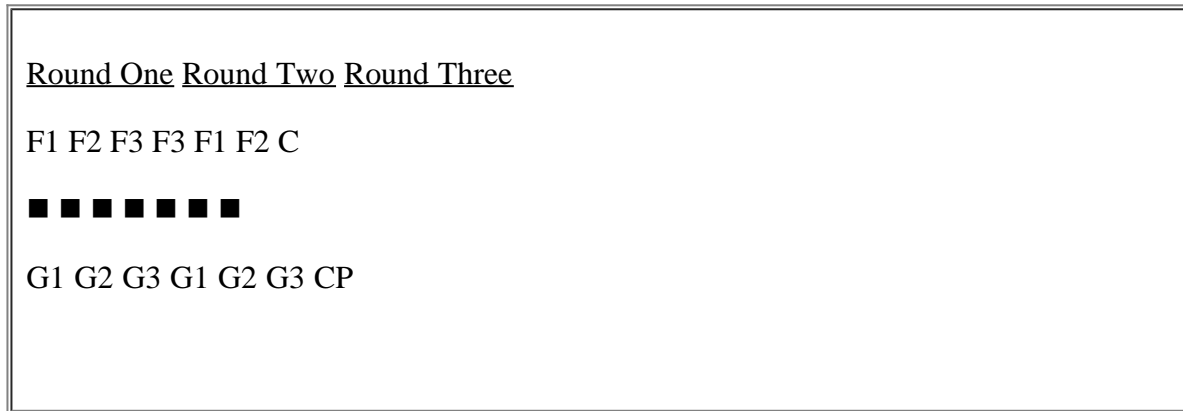 Round One Round Two Round Three
F1 F2 F3 F3 F1 F2 C
■ ■ ■ ■ ■ ■ ■
G1 G2 G3 G1 G2 G3 CP